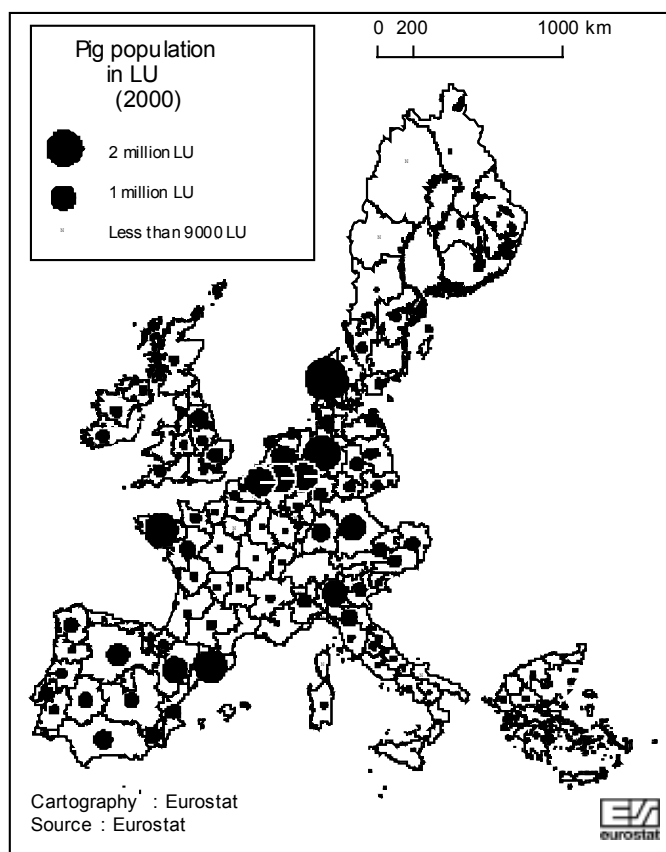 Pig population
in LU
(2000)
2 million LU
1 million LU
Less than 9000 LU
0 200 1000 km
Cartography : Eurostat
Source : Eurostat
eurostat